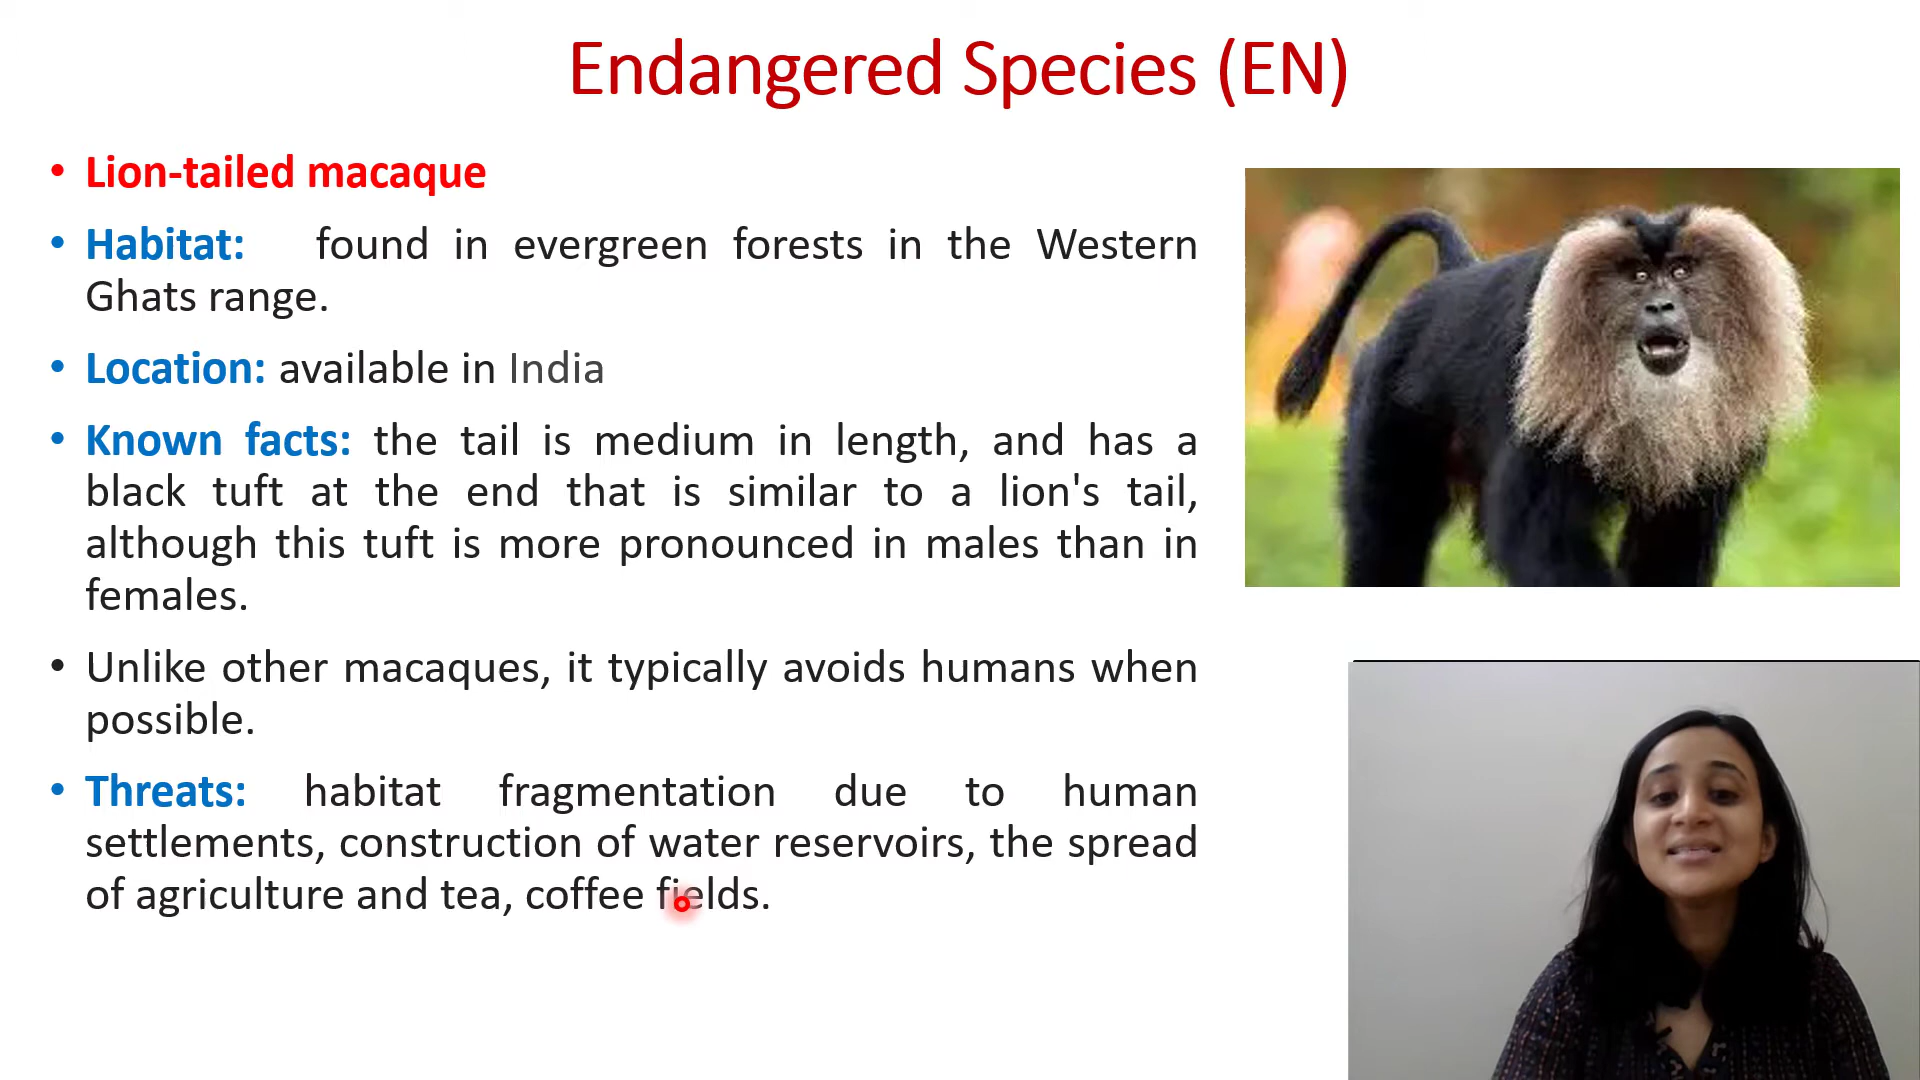 Endangered Species (EN)
• Lion-tailed macaque
• Habitat: found in evergreen forests in the Western
Ghats range.
• Location: available in India
• Known facts: the tail is medium in length, and has a
black tuft at the end that is similar to a lion's tail,
although this tuft is more pronounced in males than in
females.
• Unlike other macaques, it typically avoids humans when
possible.
• Threats: habitat fragmentation due to human
settlements, construction of water reservoirs, the spread
of agriculture and tea, coffee fields.